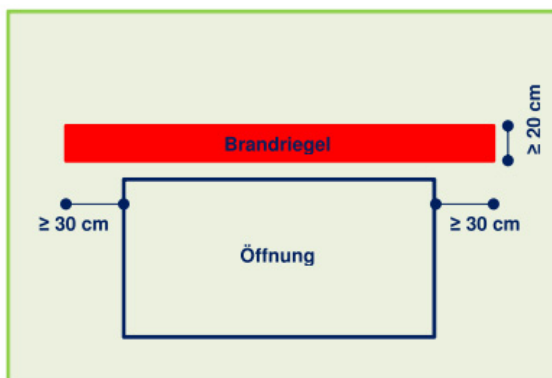 Brandriegel
≥ 20 cm
≥ 30 cm
≥ 30 cm
Öffnung